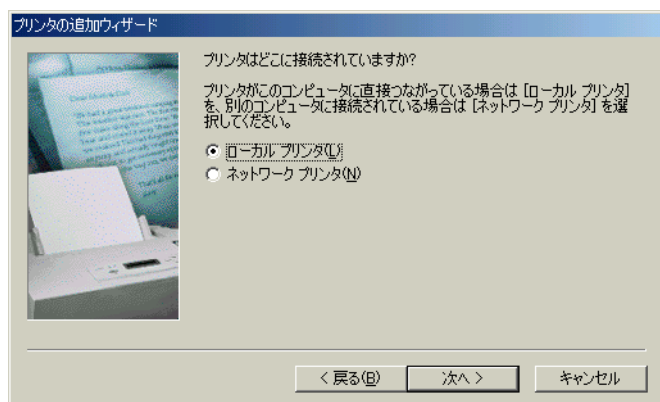 プリンタの追加ウィザード
プリンタはどこに接続されていますか?
プリンタがこのコンピュータに直接つながっている場合は [ローカル プリンタ]
を、別のコンピュータに接続されている場合は [ネットワーク プリンタ] を選
択してください。
ローカル プリンタ(L)
ネットワーク プリンタ(N)
< 戻る(B)
次へ >
キャンセル